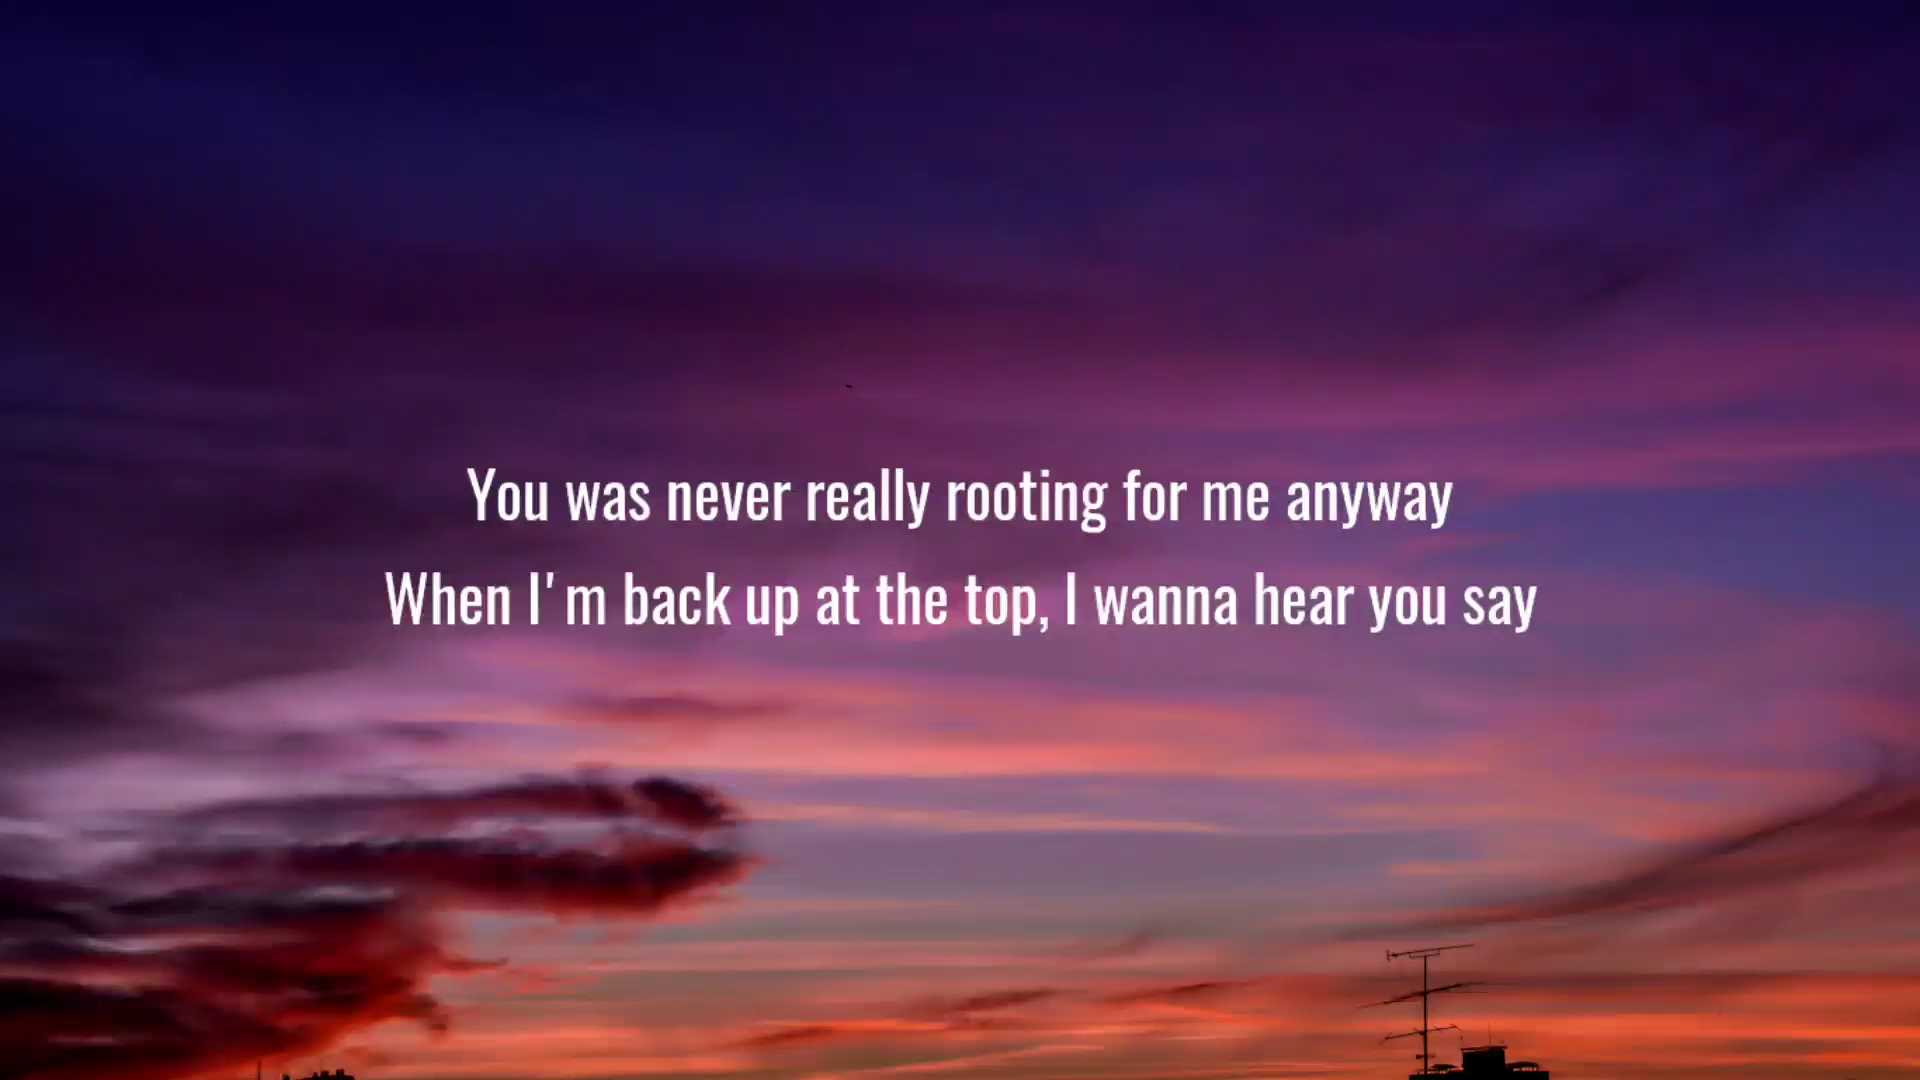 You was never really rooting for me anyway
When I'm back up at the top, I wanna hear you say